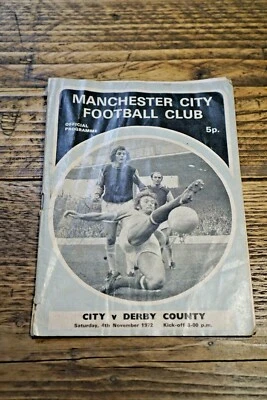 MANCHESTER CITY
FOOTBALL CLUB
OFFICIAL
PROGRAMME
5p.
CITY v DERBY COUNTY
Saturday, 4th November 1972 Kick-off 3-00 p.m.